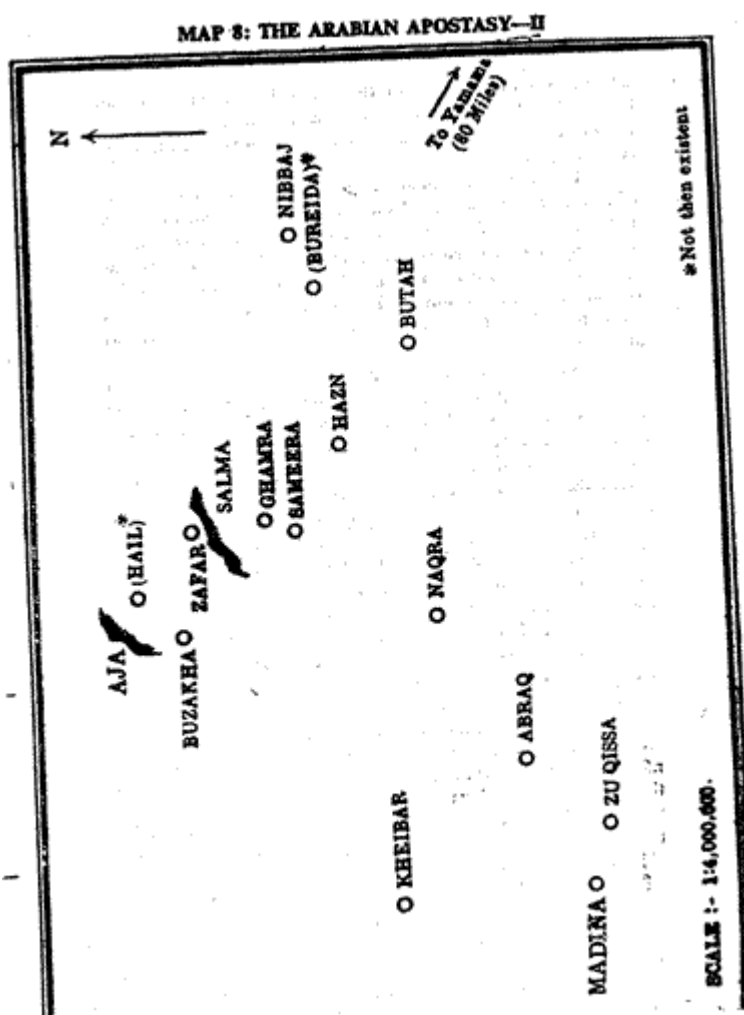 MAP 8: THE ARABIAN APOSTASY—II
N
To Yamama
(80 Miles)
NIBBAJ
(BUREIDA)*
BUTAH
*Not then existent
HAZN
SALMA
GHAMRA
SAMEERA
(HAIL)*
ZAFAR
AJA
BUZAKHA
NAQRA
ABRAQ
KHEIBAR
ZU QISSA
MADINA
SCALE :- 1:4,000,000.